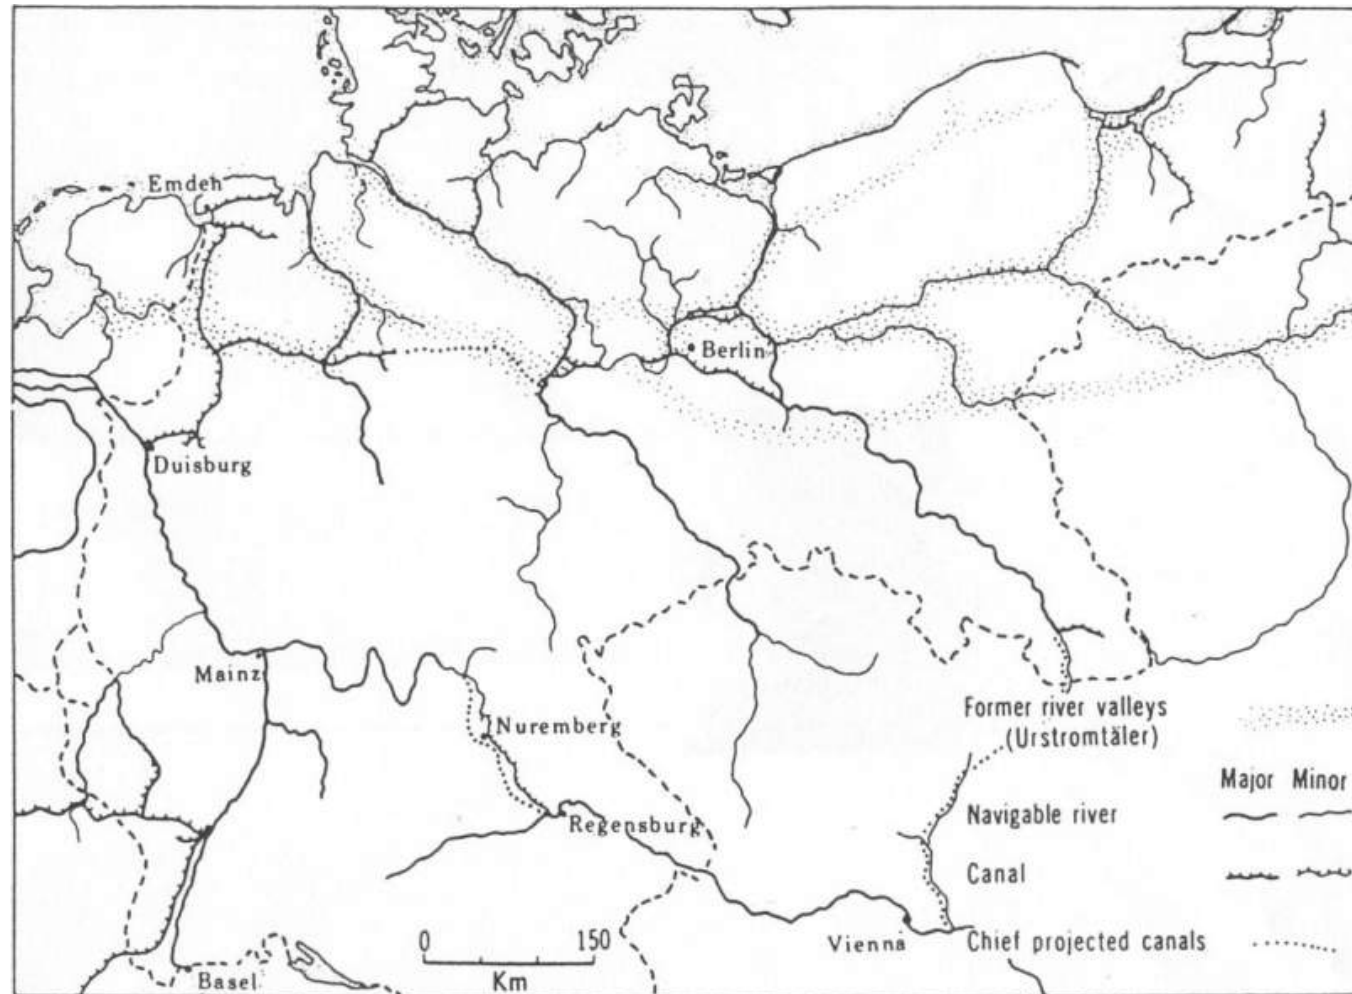 Emdeh
Berlin
Duisburg
Mainz
Nuremberg
Regensburg
Vienna
Basel
0 150
Km
Former river valleys
(Urstromtäler)
Major Minor
Navigable river
Canal
Chief projected canals